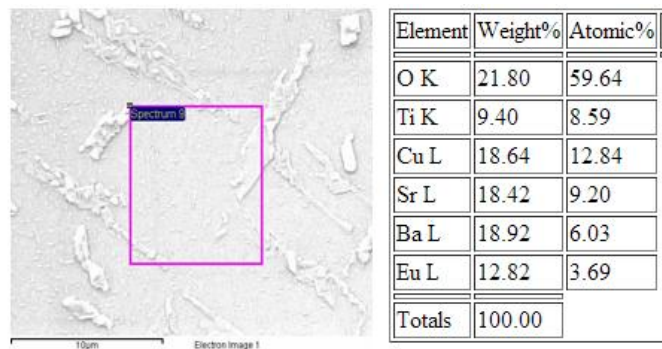 Spectrum 9
10µm
Electron Image 1
Element Weight% Atomic%
O K 21.80 59.64
Ti K 9.40 8.59
Cu L 18.64 12.84
Sr L 18.42 9.20
Ba L 18.92 6.03
Eu L 12.82 3.69
Totals 100.00